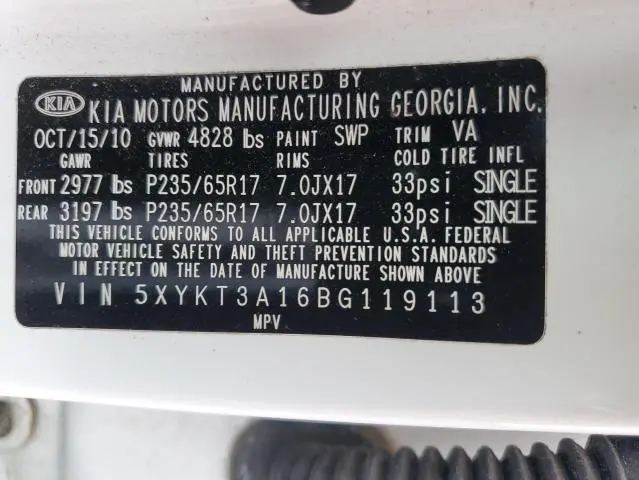 MANUFACTURED BY
KIA KIA MOTORS MANUFACTURING GEORGIA, INC.
OCT/15/10 GVWR 4828 lbs PAINT SWP TRIM VA
GAWR TIRES RIMS COLD TIRE INFL
FRONT 2977 lbs P235/65R17 7.0JX17 33psi SINGLE
REAR 3197 lbs P235/65R17 7.0JX17 33psi SINGLE
THIS VEHICLE CONFORMS TO ALL APPLICABLE U.S.A. FEDERAL
MOTOR VEHICLE SAFETY AND THEFT PREVENTION STANDARDS
IN EFFECT ON THE DATE OF MANUFACTURE SHOWN ABOVE
VIN 5XYKT3A16BG119113
MPV